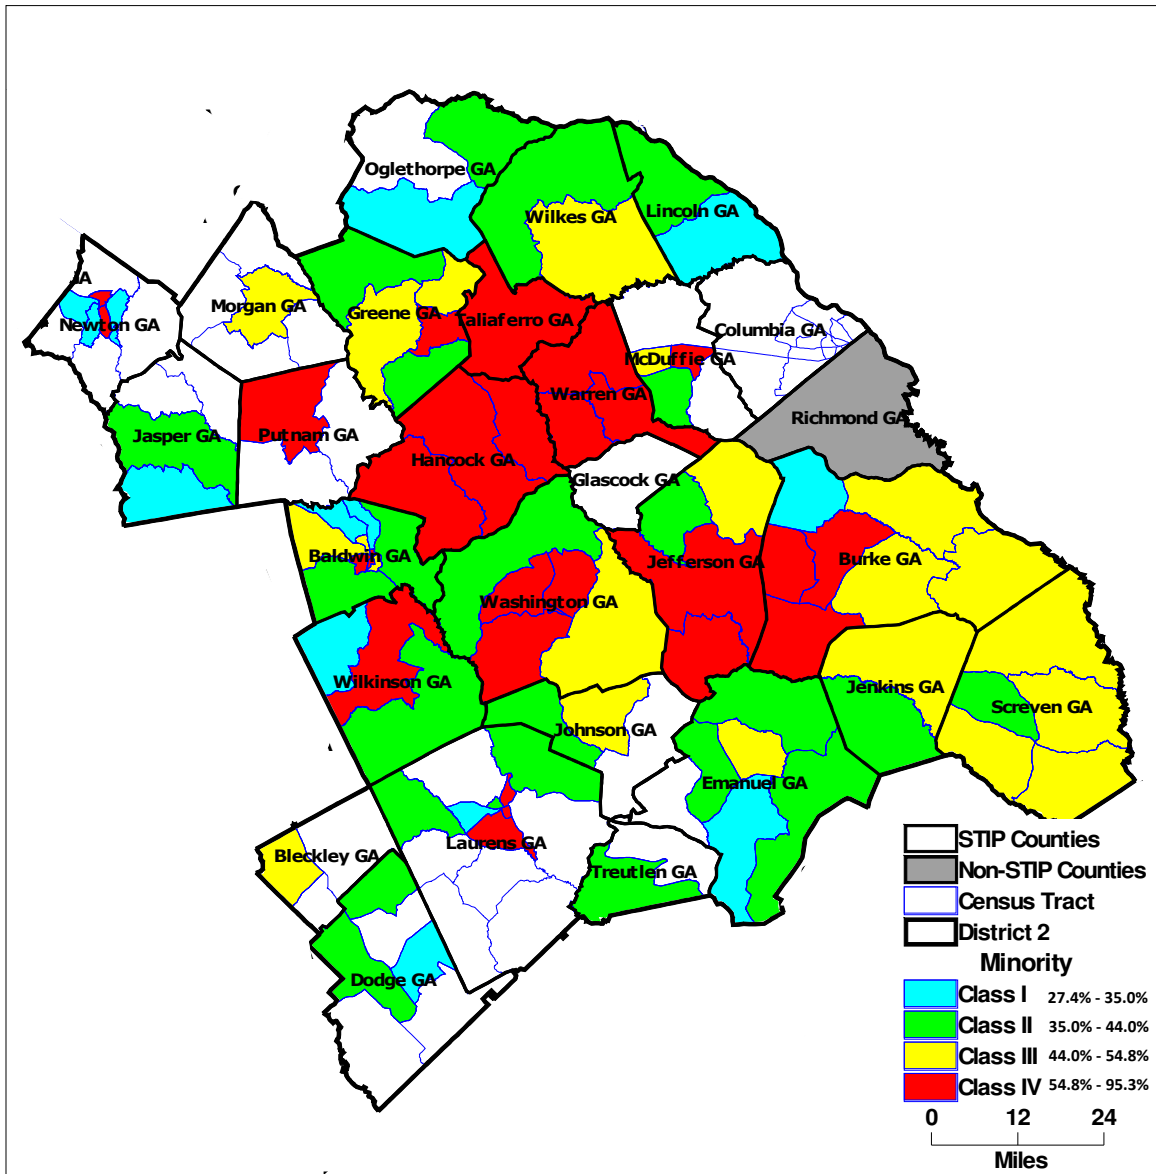 Oglethorpe GA
Wilkes GA
Lincoln GA
Morgan GA
Newton GA
Greene GA
Taliaferro GA
Columbia GA
McDuffie GA
Warren GA
Richmond GA
Jasper GA
Putnam GA
Hancock GA
Glascock GA
Baldwin GA
Jefferson GA
Burke GA
Washington GA
Wilkinson GA
Jenkins GA
Screven GA
Johnson GA
Emanuel GA
Laurens GA
Bleckley GA
Treutlen GA
Dodge GA
STIP Counties
Non-STIP Counties
Census Tract
District 2
Minority
Class I 27.4% - 35.0%
Class II 35.0% - 44.0%
Class III 44.0% - 54.8%
Class IV 54.8% - 95.3%
0 12 24
Miles